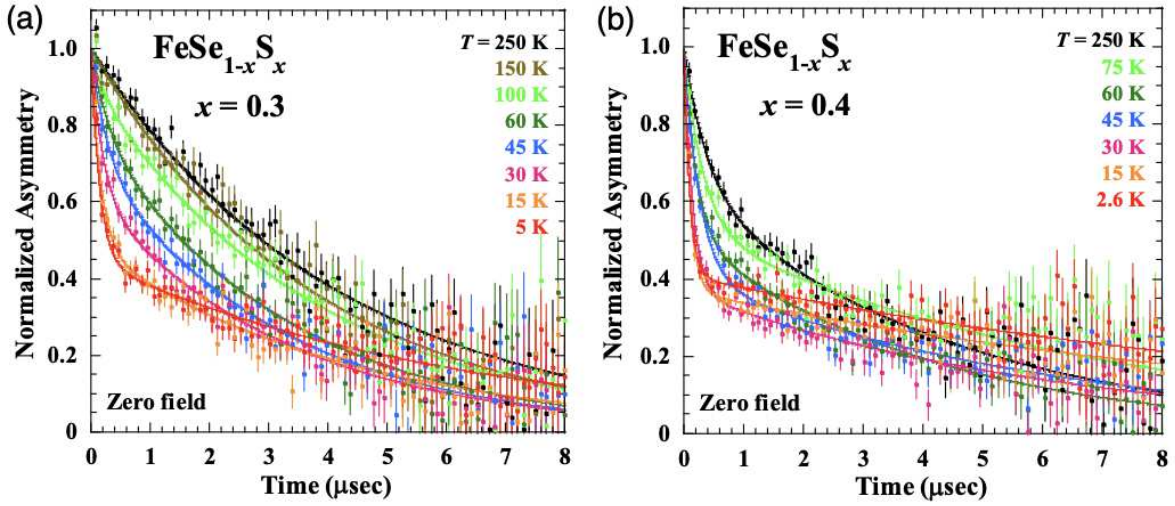 (a)
FeSe1-xSx
x = 0.3
T = 250 K
150 K
100 K
60 K
45 K
30 K
15 K
5 K
Normalized Asymmetry
1.0
0.8
0.6
0.4
0.2
0
Zero field
0 1 2 3 4 5 6 7 8
Time (μsec)
(b)
FeSe1-xSx
x = 0.4
T = 250 K
75 K
60 K
45 K
30 K
15 K
2.6 K
Normalized Asymmetry
1.0
0.8
0.6
0.4
0.2
0
Zero field
0 1 2 3 4 5 6 7 8
Time (μsec)